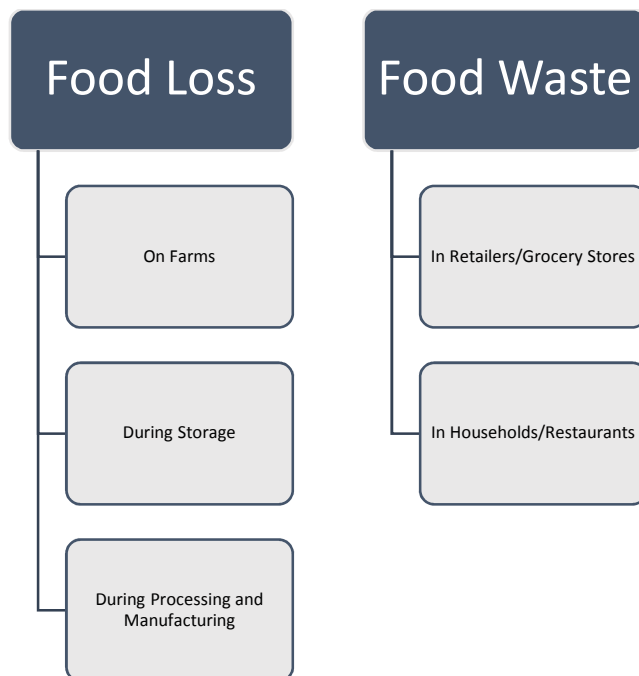 Food Loss
On Farms
During Storage
During Processing and
Manufacturing
Food Waste
In Retailers/Grocery Stores
In Households/Restaurants